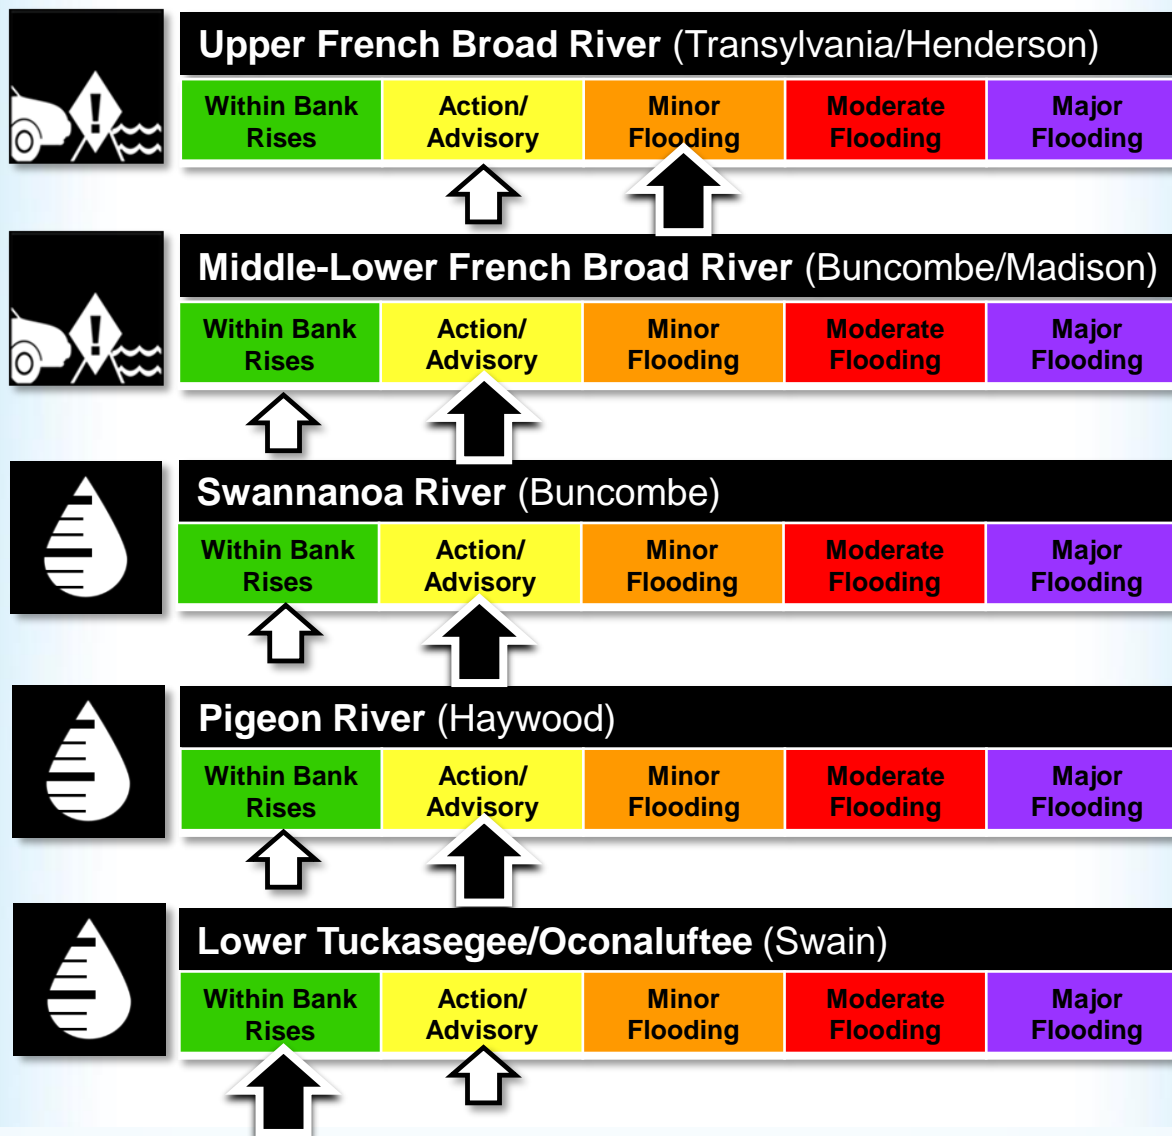 Upper French Broad River (Transylvania/Henderson)
Within Bank Action/ Minor Moderate Major
Rises Advisory Flooding Flooding Flooding
!
Middle-Lower French Broad River (Buncombe/Madison)
Within Bank Action/ Minor Moderate Major
Rises Advisory Flooding Flooding Flooding
!
Swannanoa River (Buncombe)
Within Bank Action/ Minor Moderate Major
Rises Advisory Flooding Flooding Flooding
Pigeon River (Haywood)
Within Bank Action/ Minor Moderate Major
Rises Advisory Flooding Flooding Flooding
Lower Tuckasegee/Oconaluftee (Swain)
Within Bank Action/ Minor Moderate Major
Rises Advisory Flooding Flooding Flooding